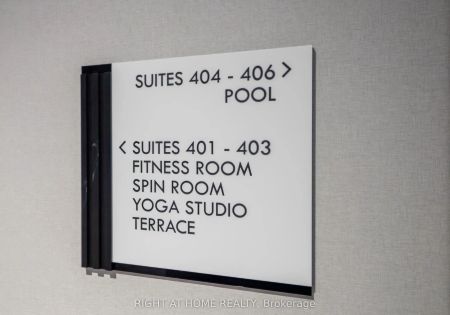 SUITES 404 - 406 >
POOL
< SUITES 401 - 403
FITNESS ROOM
SPIN ROOM
YOGA STUDIO
TERRACE
RIGHT AT HOME REALTY, Brokerage